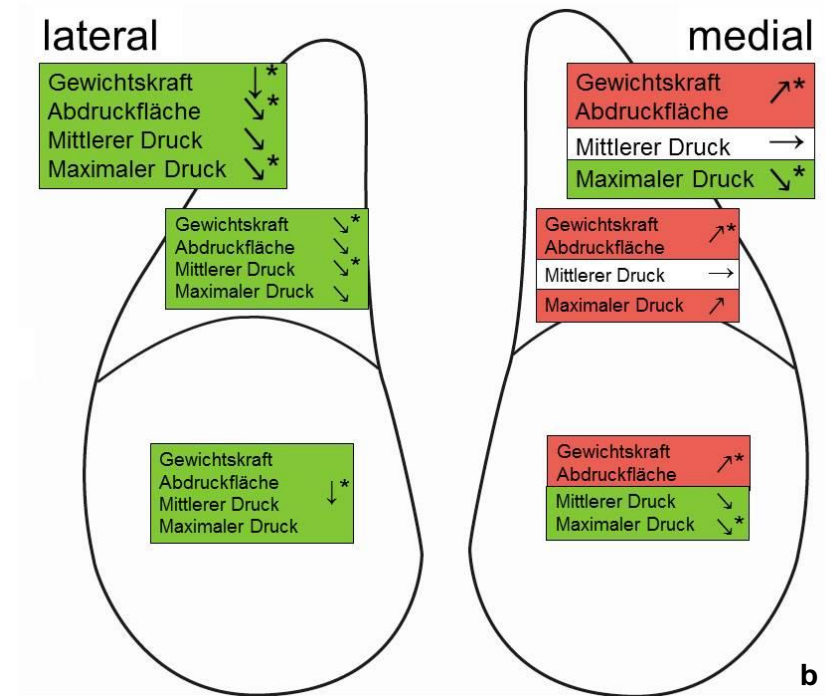 lateral
Gewichtskraft ↓*
Abdruckfläche ↘*
Mittlerer Druck ↘
Maximaler Druck ↘*
Gewichtskraft ↘*
Abdruckfläche ↘
Mittlerer Druck ↘*
Maximaler Druck ↘
Gewichtskraft
Abdruckfläche
Mittlerer Druck ↓*
Maximaler Druck
medial
Gewichtskraft ↗*
Abdruckfläche
Mittlerer Druck →
Maximaler Druck ↘*
Gewichtskraft ↗*
Abdruckfläche
Mittlerer Druck →
Maximaler Druck ↗
Gewichtskraft ↗*
Abdruckfläche
Mittlerer Druck ↘
Maximaler Druck ↘*
b